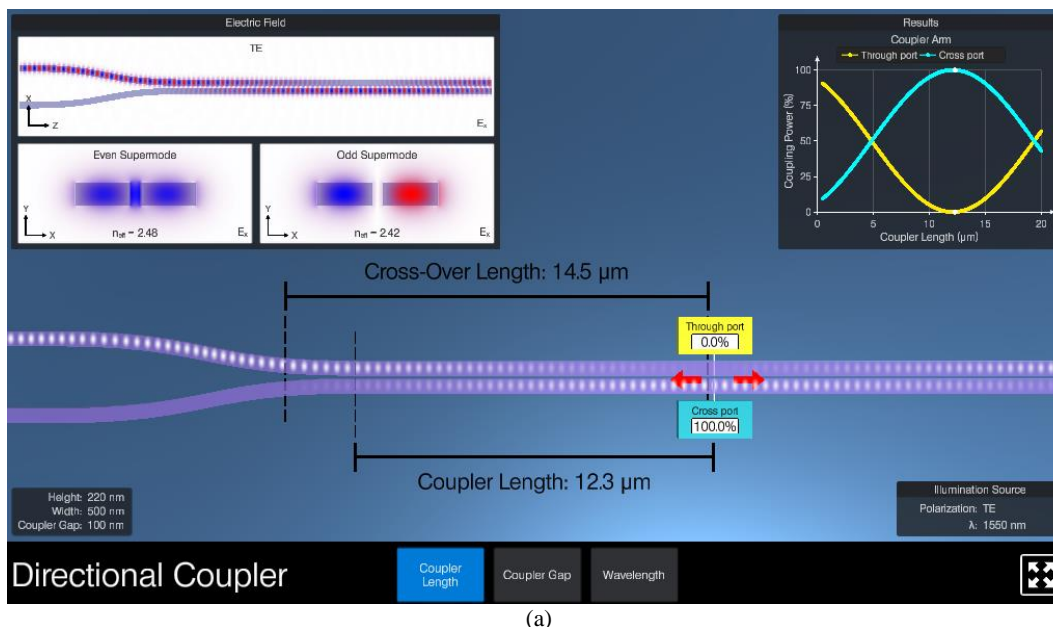 Electric Field
TE
X
Z
Ex
Even Supermode
Y
X
neff = 2.48
Ex
Odd Supermode
Y
X
neff = 2.42
Ex
Results
Coupler Arm
Through port Cross port
Coupling Power (%)
100
75
50
25
0
0 5 10 15 20
Coupler Length (μm)
Cross-Over Length: 14.5 μm
Through port
0.0%
Cross port
100.0%
Coupler Length: 12.3 μm
Height: 220 nm
Width: 500 nm
Coupler Gap: 100 nm
Illumination Source
Polarization: TE
λ: 1550 nm
Directional Coupler
Coupler
Length
Coupler Gap
Wavelength
(a)